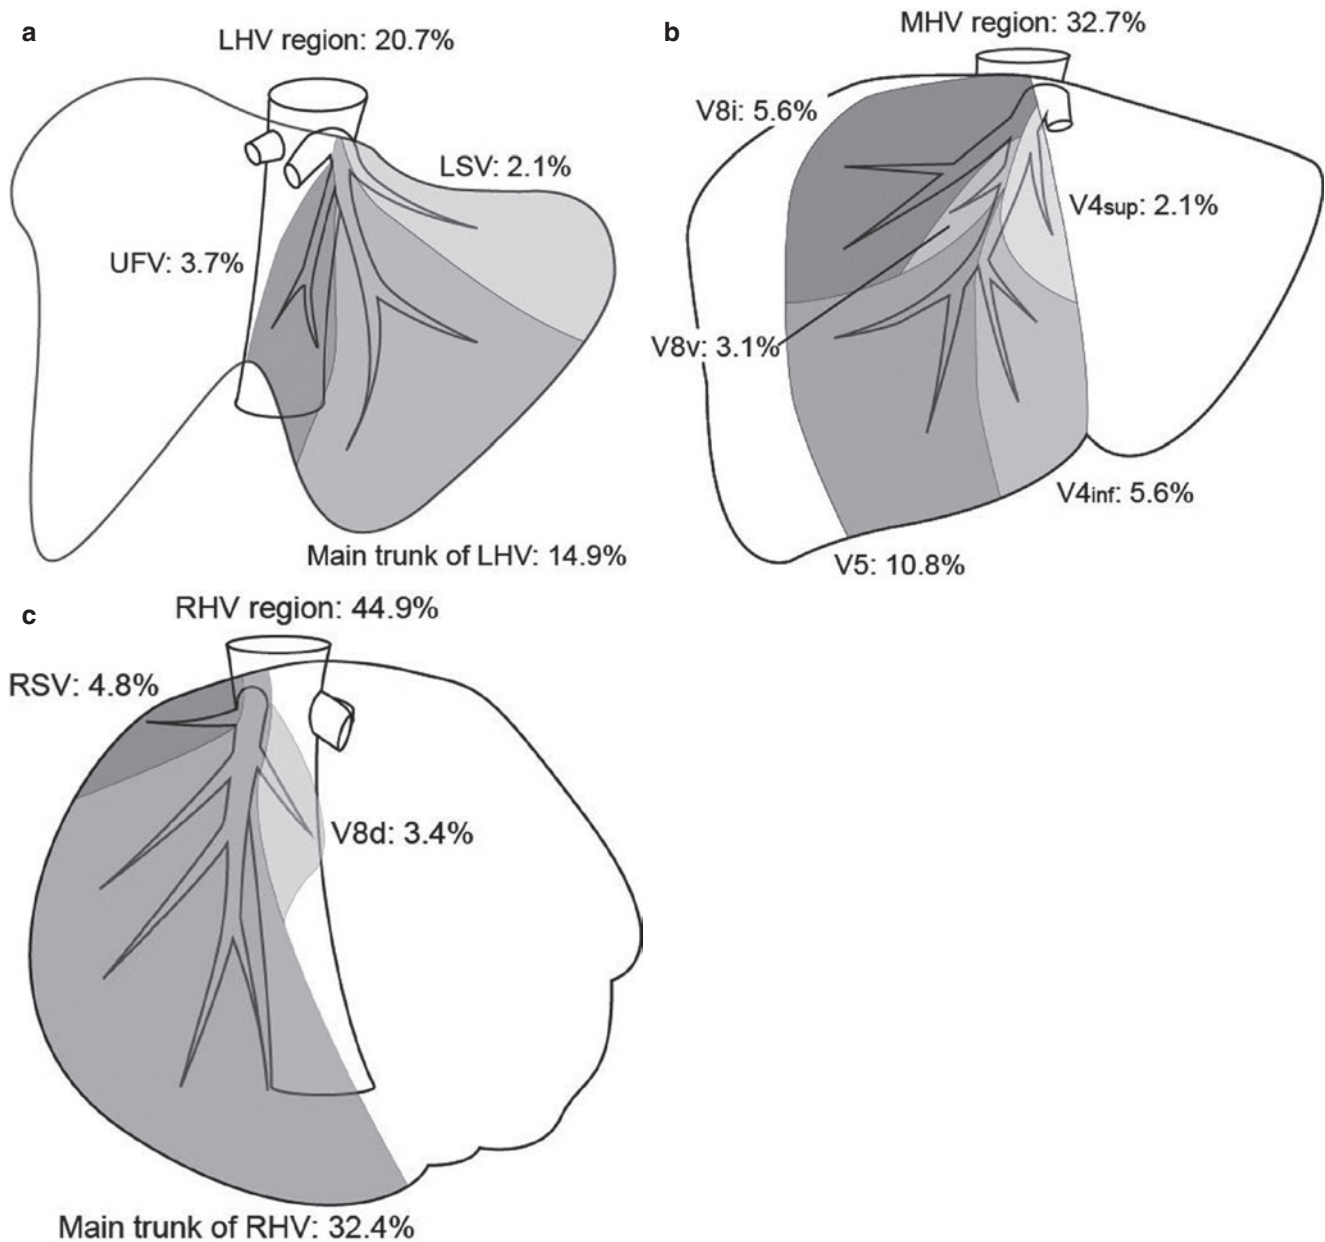 a
LHV region: 20.7%
LSV: 2.1%
UFV: 3.7%
Main trunk of LHV: 14.9%
b
MHV region: 32.7%
V8i: 5.6%
V4sup: 2.1%
V8v: 3.1%
V4inf: 5.6%
V5: 10.8%
c
RHV region: 44.9%
RSV: 4.8%
V8d: 3.4%
Main trunk of RHV: 32.4%